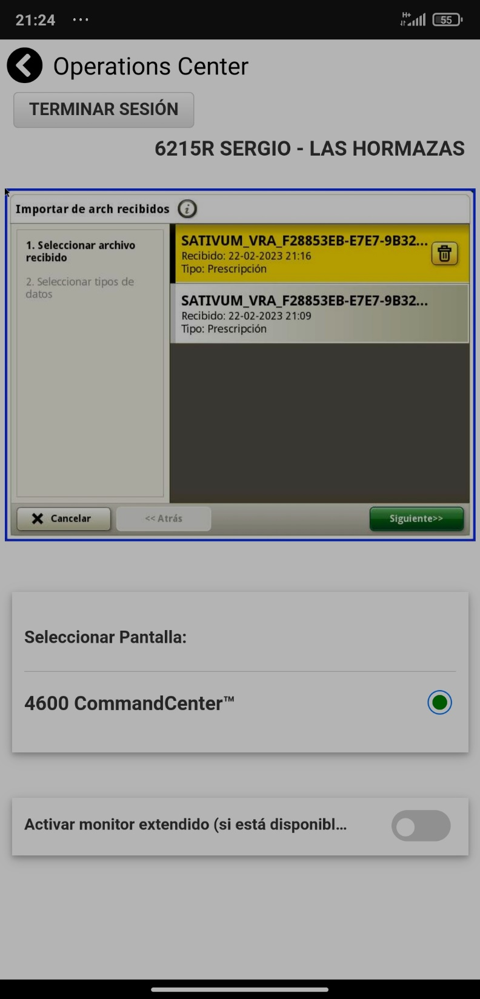 21:24 ...
H+
55
Operations Center
TERMINAR SESIÓN
6215R SERGIO - LAS HORMAZAS
Importar de arch recibidos
1. Seleccionar archivo
recibido
2. Seleccionar tipos de
datos
SATIVUM_VRA_F28853EB-E7E7-9B32...
Recibido: 22-02-2023 21:16
Tipo: Prescripción
SATIVUM_VRA_F28853EB-E7E7-9B32...
Recibido: 22-02-2023 21:09
Tipo: Prescripción
Cancelar
<< Atrás
Siguiente>>
Seleccionar Pantalla:
4600 CommandCenter™
Activar monitor extendido (si está disponibl...